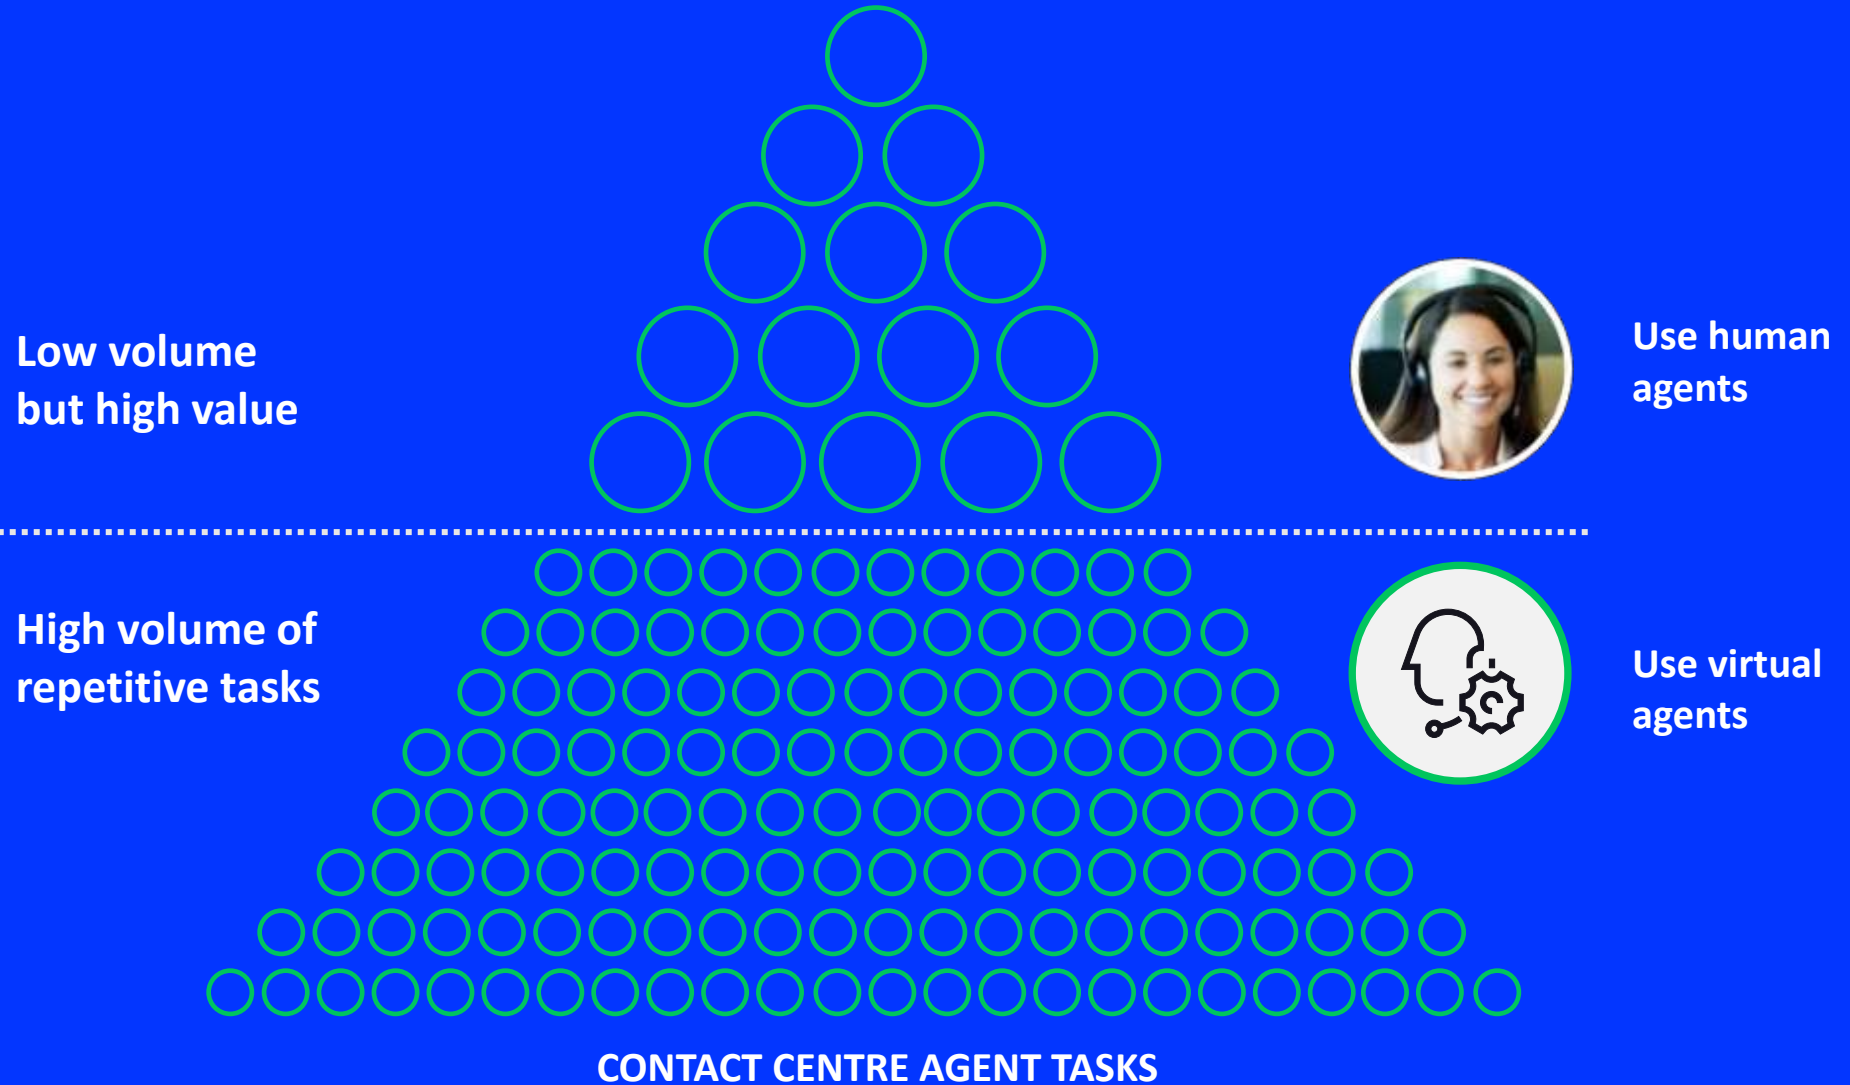 Low volume
but high value
Use human
agents
High volume of
repetitive tasks
Use virtual
agents
CONTACT CENTRE AGENT TASKS